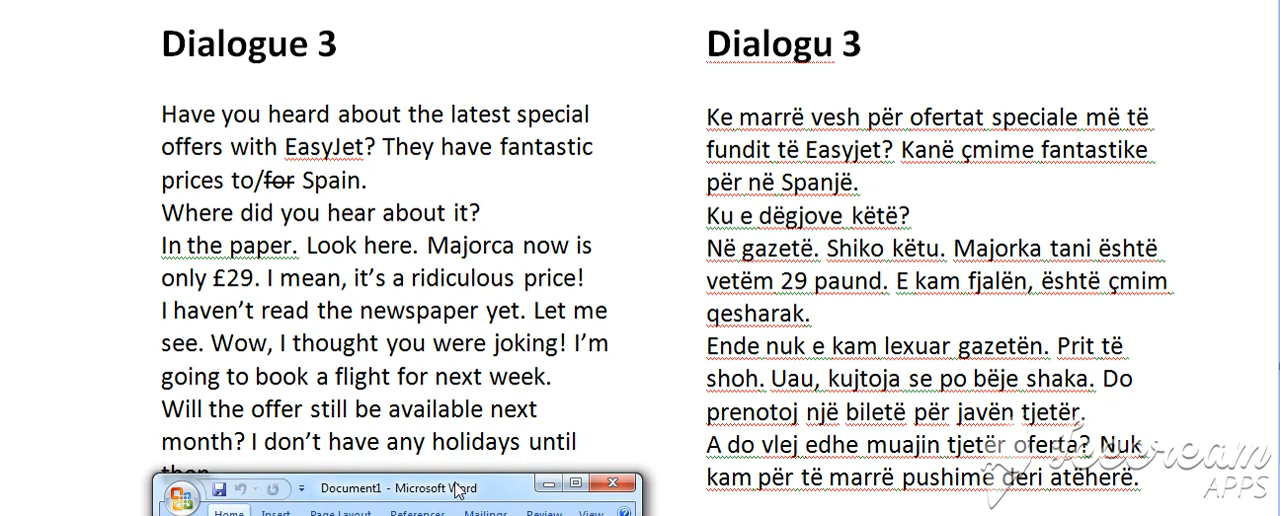 Dialogue 3
Have you heard about the latest special
offers with EasyJet? They have fantastic
prices to/for Spain.
Where did you hear about it?
In the paper. Look here. Majorca now is
only £29. I mean, it’s a ridiculous price!
I haven’t read the newspaper yet. Let me
see. Wow, I thought you were joking! I’m
going to book a flight for next week.
Will the offer still be available next
month? I don’t have any holidays until
then.
Dialogu 3
Ke marrë vesh për ofertat speciale më të
fundit të Easyjet? Kanë çmime fantastike
për në Spanjë.
Ku e dëgjove këtë?
Në gazetë. Shiko këtu. Majorka tani është
vetëm 29 paund. E kam fjalën, është çmim
qesharak.
Ende nuk e kam lexuar gazetën. Prit të
shoh. Uau, kujtoja se po bëje shaka. Do
prenotoj një biletë për javën tjetër.
A do vlej edhe muajin tjetër oferta? Nuk
kam për të marrë pushime deri atëherë.
Document1 - Microsoft Word
Home Insert Page Layout References Mailings Review View
Icecream
APPS